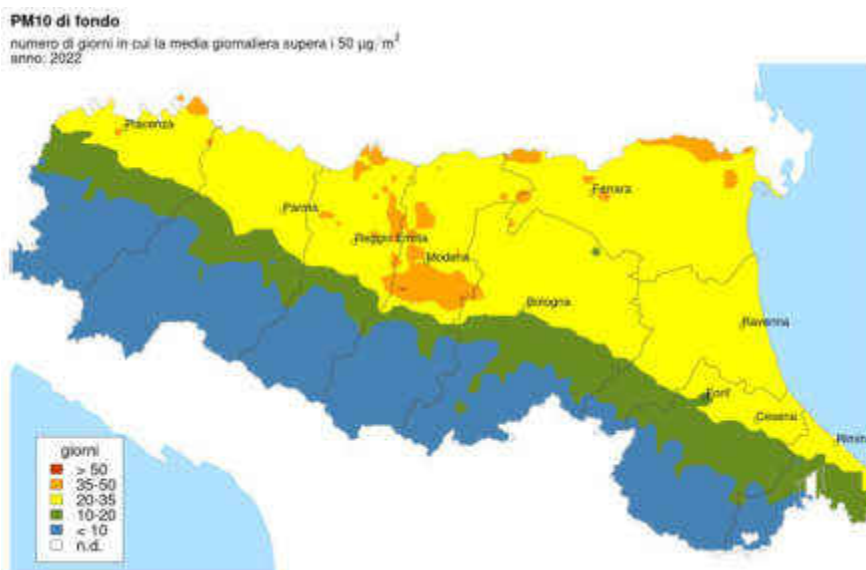 PM10 di fondo
numero di giorni in cui la media giornaliera supera i 50 µg/m³
anno: 2022
Piacenza
Parma
Reggio Emilia
Modena
Ferrara
Bologna
Ravenna
Forlì
Cesena
Rimini
giorni
> 50
35-50
20-35
10-20
< 10
n.d.